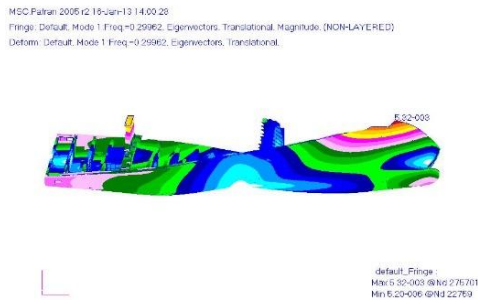 MSC.Patran 2005 r2 16-Jan-13 14:00:28
Fringe: Default, Mode 1:Freq.=0.29962, Eigenvectors, Translational, Magnitude, (NON-LAYERED)
Deform: Default, Mode 1:Freq.=0.29962, Eigenvectors, Translational,
5.32-003
default_Fringe :
Max 5.32-003 @Nd 275701
Min 5.20-006 @Nd 22759